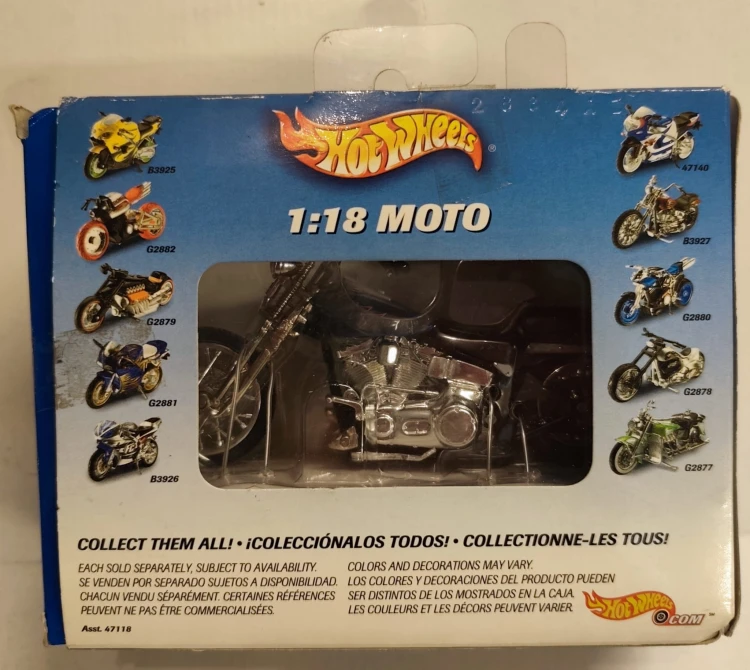 HOT WHEELS ®
1:18 MOTO
B3925
G2882
G2879
G2881
B3926
47140
B3927
G2880
G2878
G2877
COLLECT THEM ALL! • ¡COLECCIÓNALOS TODOS! • COLLECTIONNE-LES TOUS!
EACH SOLD SEPARATELY, SUBJECT TO AVAILABILITY.
SE VENDEN POR SEPARADO SUJETOS A DISPONIBILIDAD.
CHACUN VENDU SÉPARÉMENT. CERTAINES RÉFÉRENCES
PEUVENT NE PAS ÊTRE COMMERCIALISÉES.
COLORS AND DECORATIONS MAY VARY.
LOS COLORES Y DECORACIONES DEL PRODUCTO PUEDEN
SER DISTINTOS DE LOS MOSTRADOS EN LA CAJA.
LES COULEURS ET LES DÉCORS PEUVENT VARIER.
HOT WHEELS .COM ™
Asst. 47118